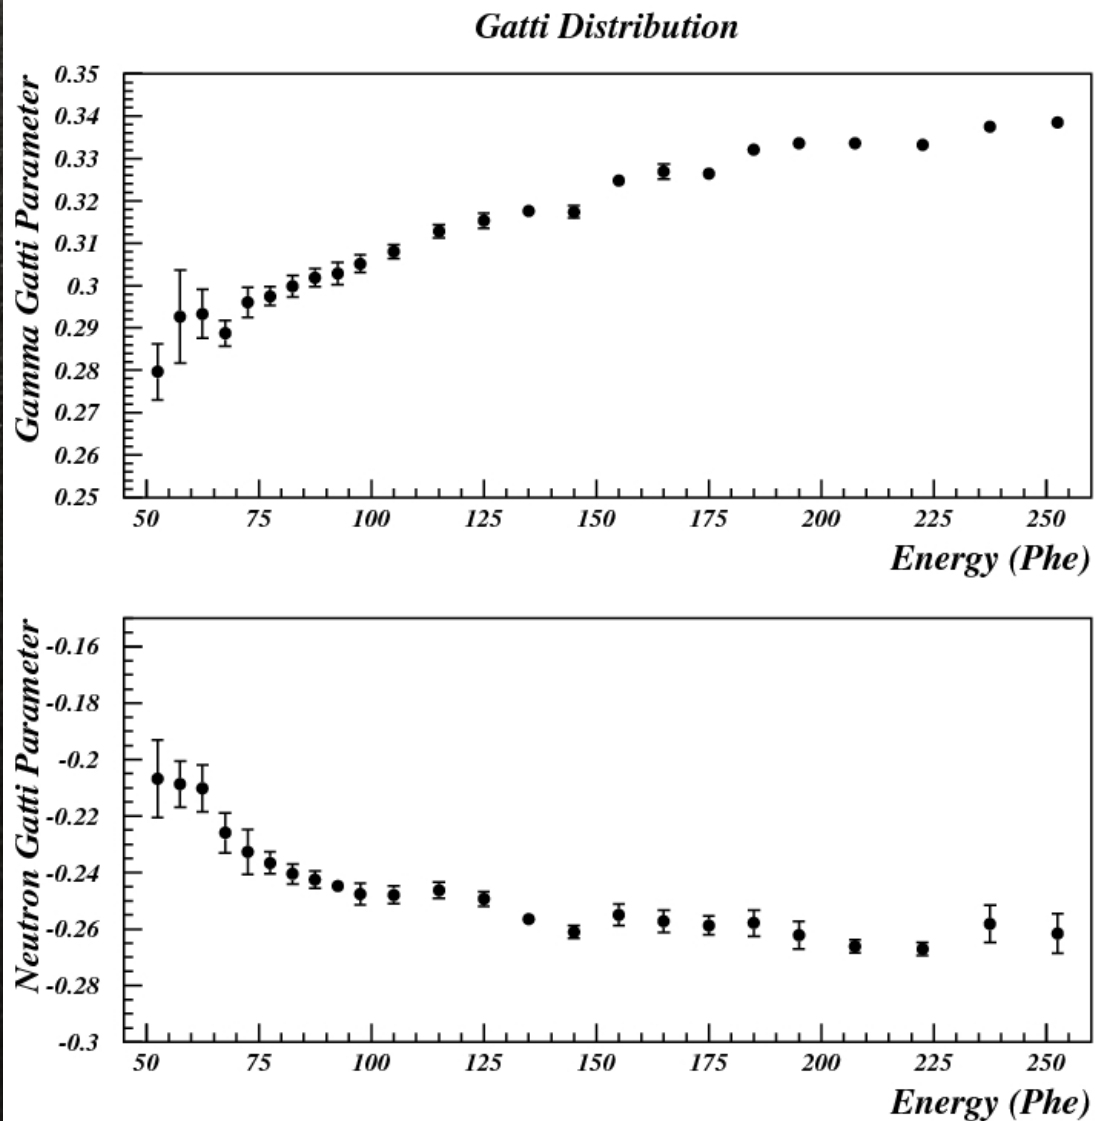 Gatti Distribution
Gamma Gatti Parameter
0.35
0.34
0.33
0.32
0.31
0.3
0.29
0.28
0.27
0.26
0.25
50 75 100 125 150 175 200 225 250
Energy (Phe)
Neutron Gatti Parameter
-0.16
-0.18
-0.2
-0.22
-0.24
-0.26
-0.28
-0.3
50 75 100 125 150 175 200 225 250
Energy (Phe)